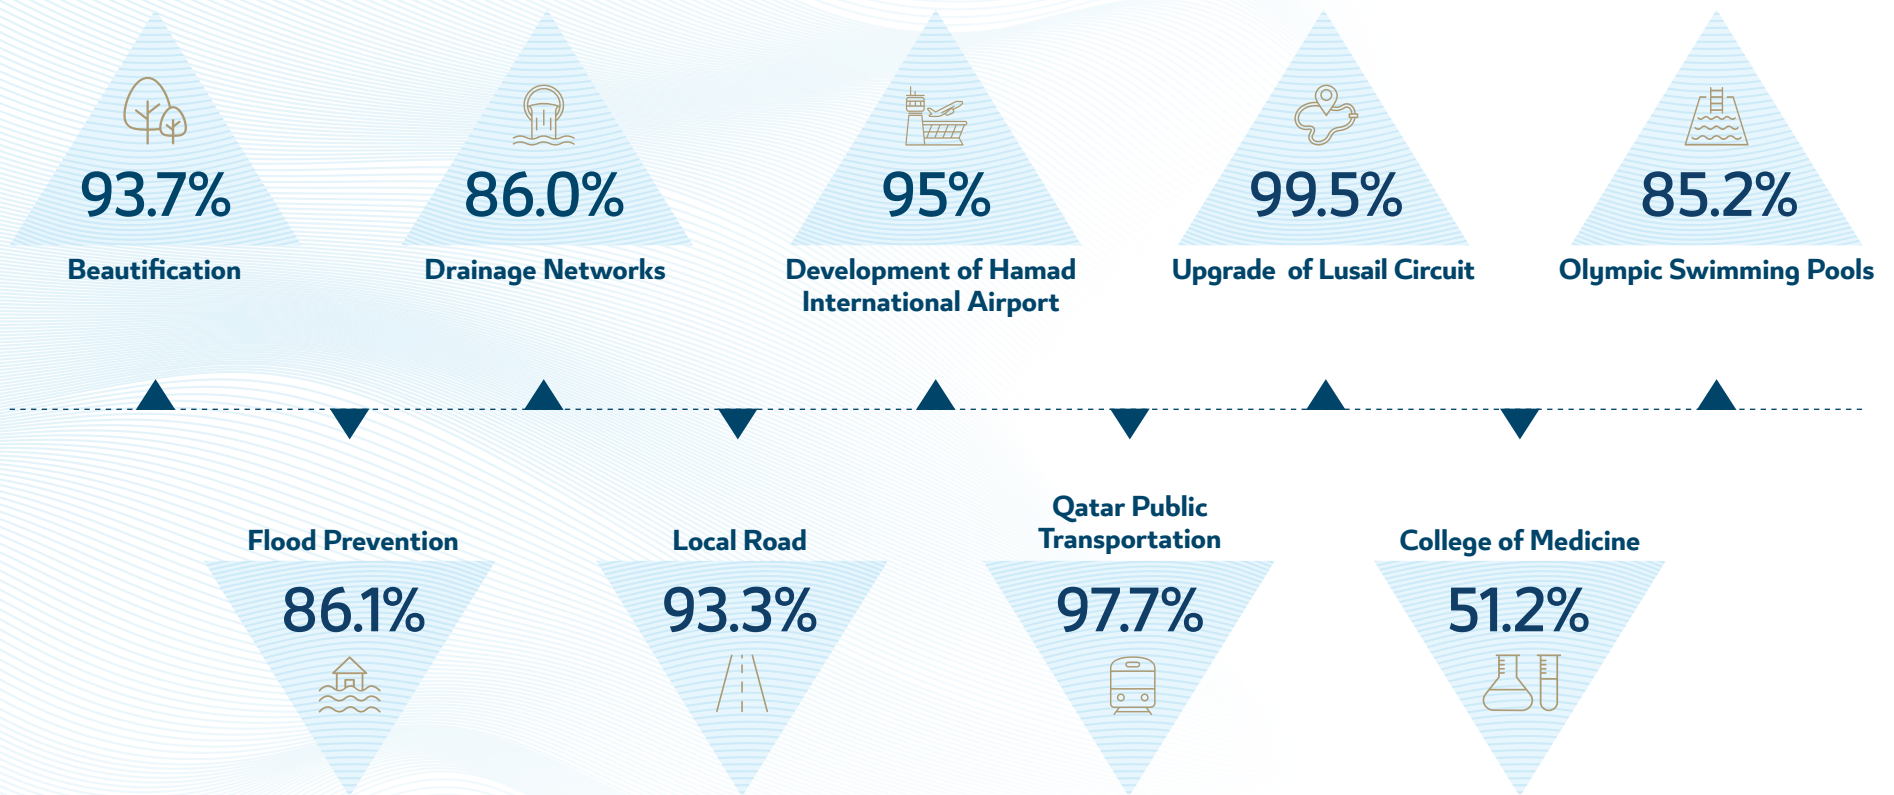 93.7%
Beautification
86.0%
Drainage Networks
95%
Development of Hamad
International Airport
99.5%
Upgrade of Lusail Circuit
85.2%
Olympic Swimming Pools
Flood Prevention
86.1%
Local Road
93.3%
Qatar Public
Transportation
97.7%
College of Medicine
51.2%